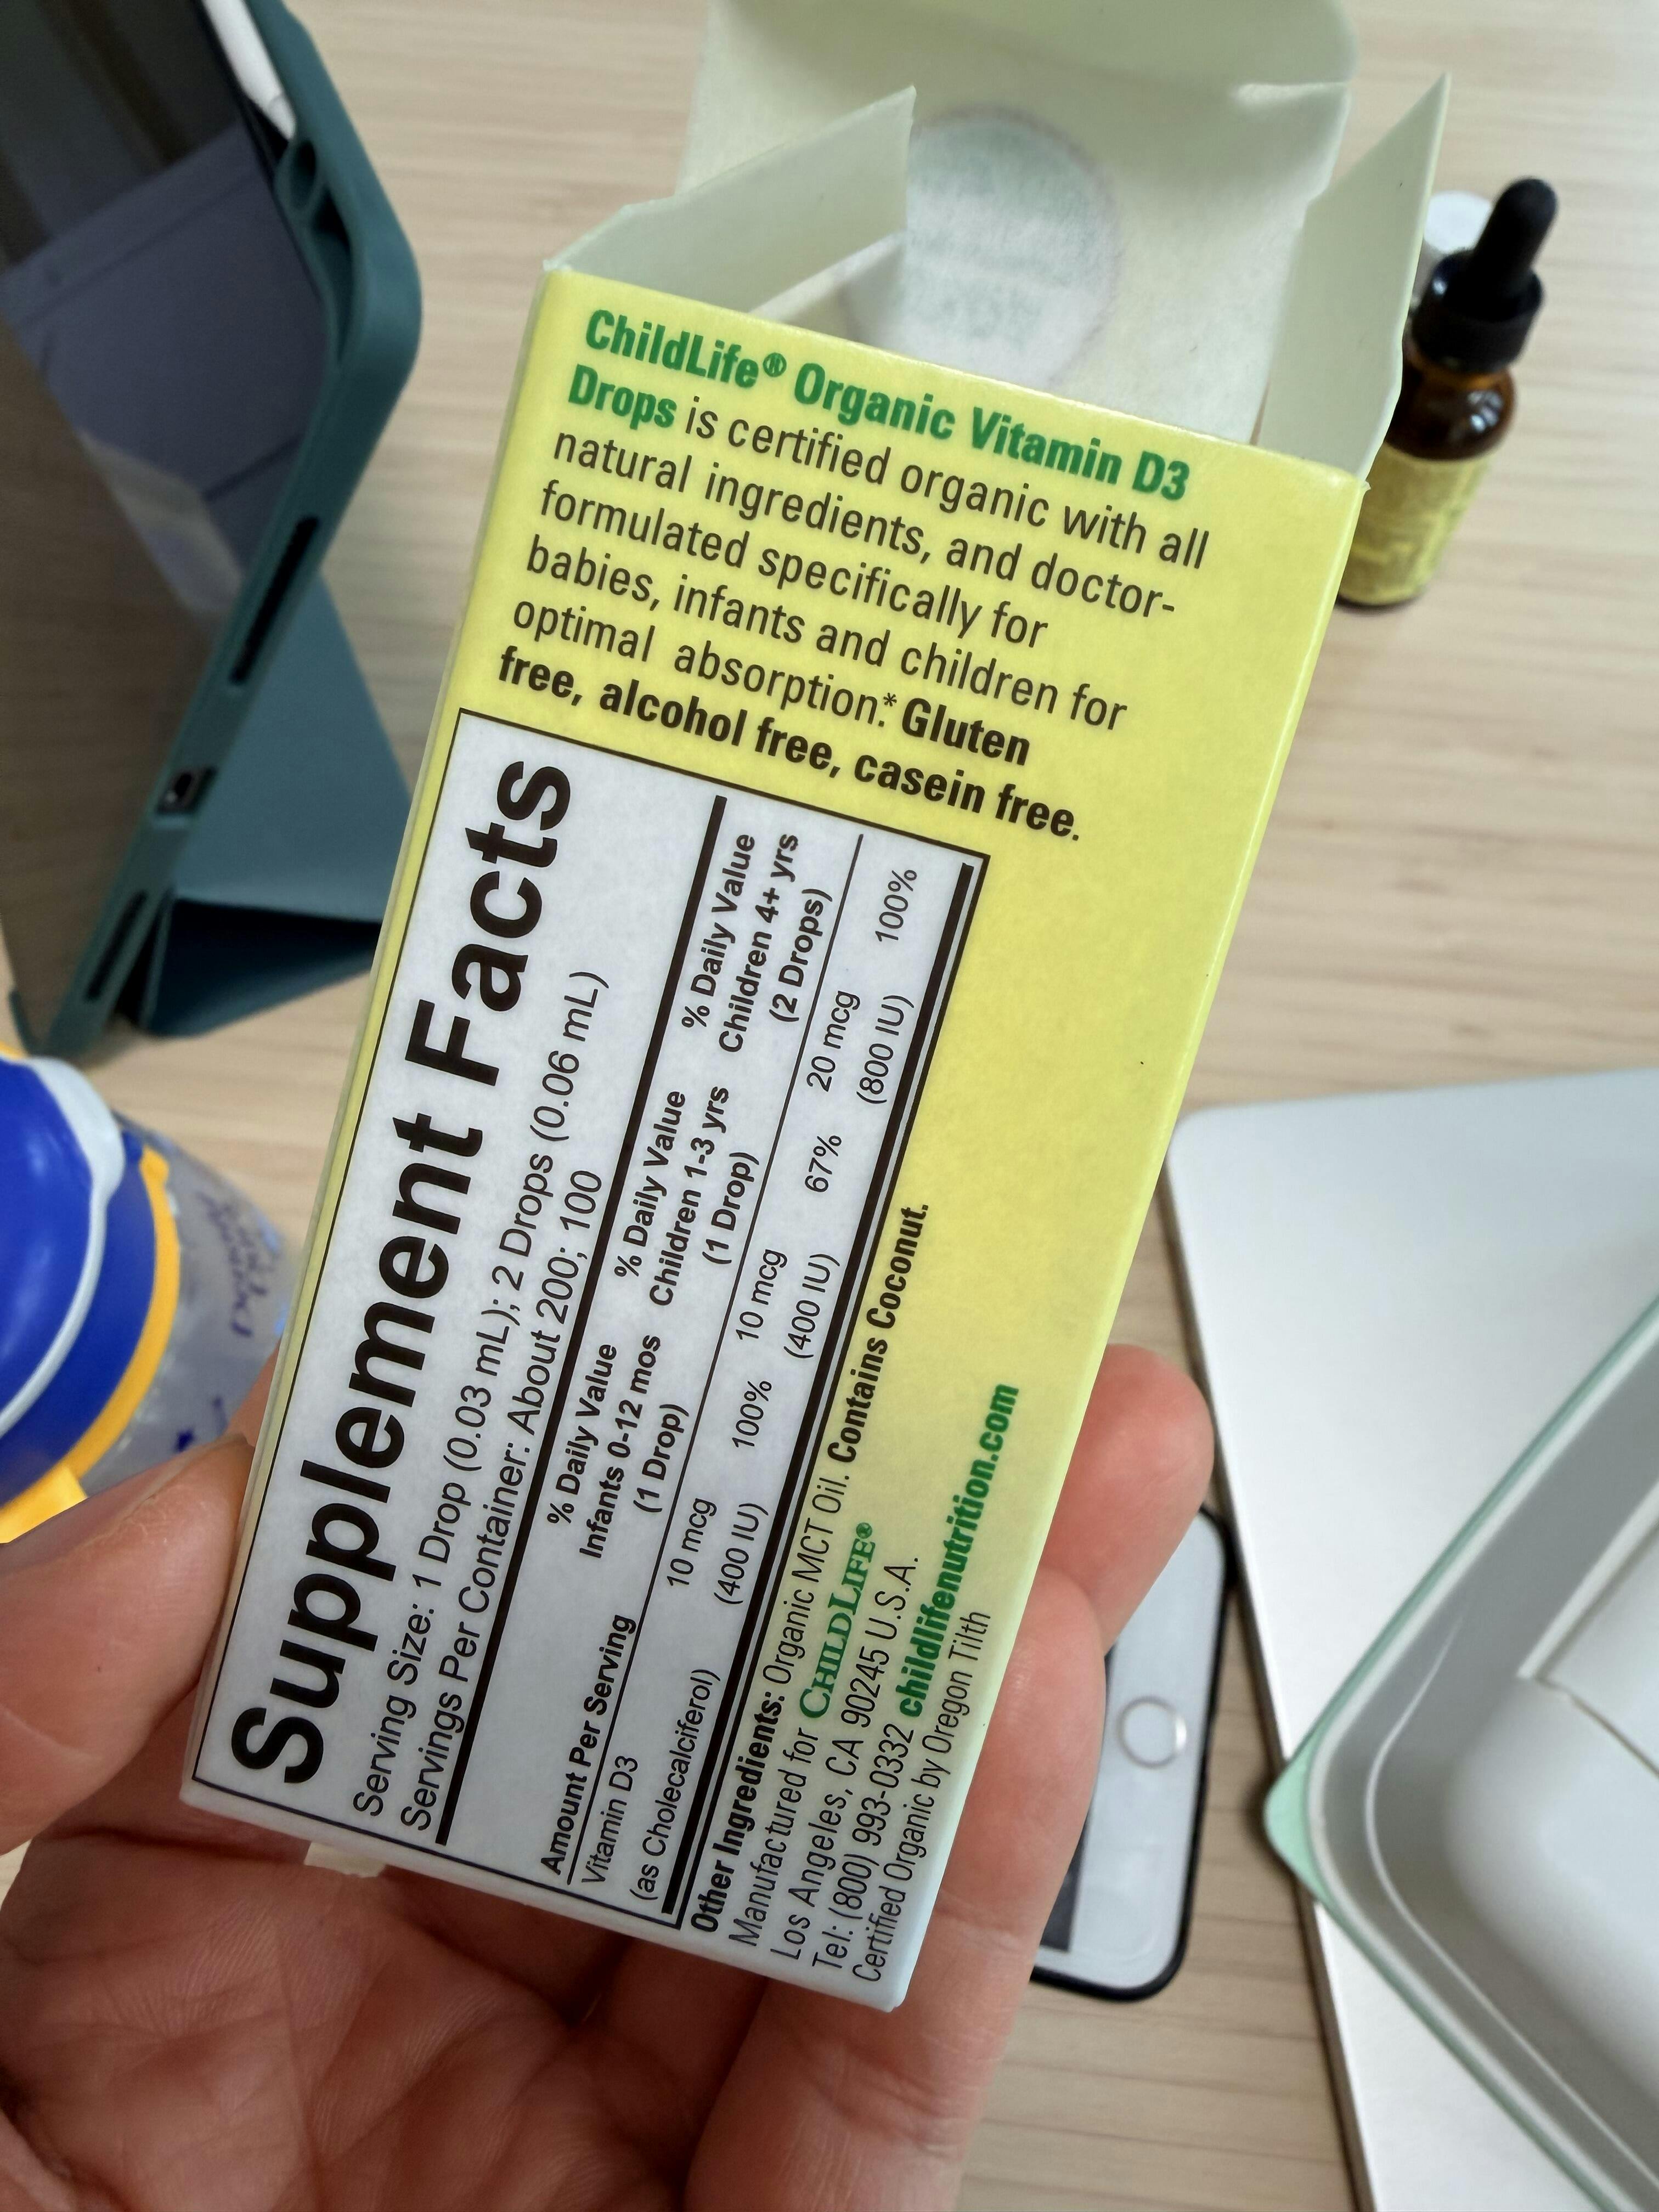 ChildLife® Organic Vitamin D3
Drops is certified organic with all
natural ingredients, and doctor-
formulated specifically for
babies, infants and children for
optimal absorption.* Gluten
free, alcohol free, casein free.
Supplement Facts
Serving Size: 1 Drop (0.03 mL); 2 Drops (0.06 mL)
Servings Per Container: About 200; 100
% Daily Value % Daily Value % Daily Value
Infants 0-12 mos Children 1-3 yrs Children 4+ yrs
Amount Per Serving (1 Drop) (1 Drop) (2 Drops)
Vitamin D3 10 mcg 100% 10 mcg 67% 20 mcg 100%
(as Cholecalciferol) (400 IU) (400 IU) (800 IU)
Other Ingredients: Organic MCT Oil. Contains Coconut.
Manufactured for CHILDLIFE®
Los Angeles, CA 90245 U.S.A.
Tel: (800) 993-0332 childlifenutrition.com
Certified Organic by Oregon Tilth